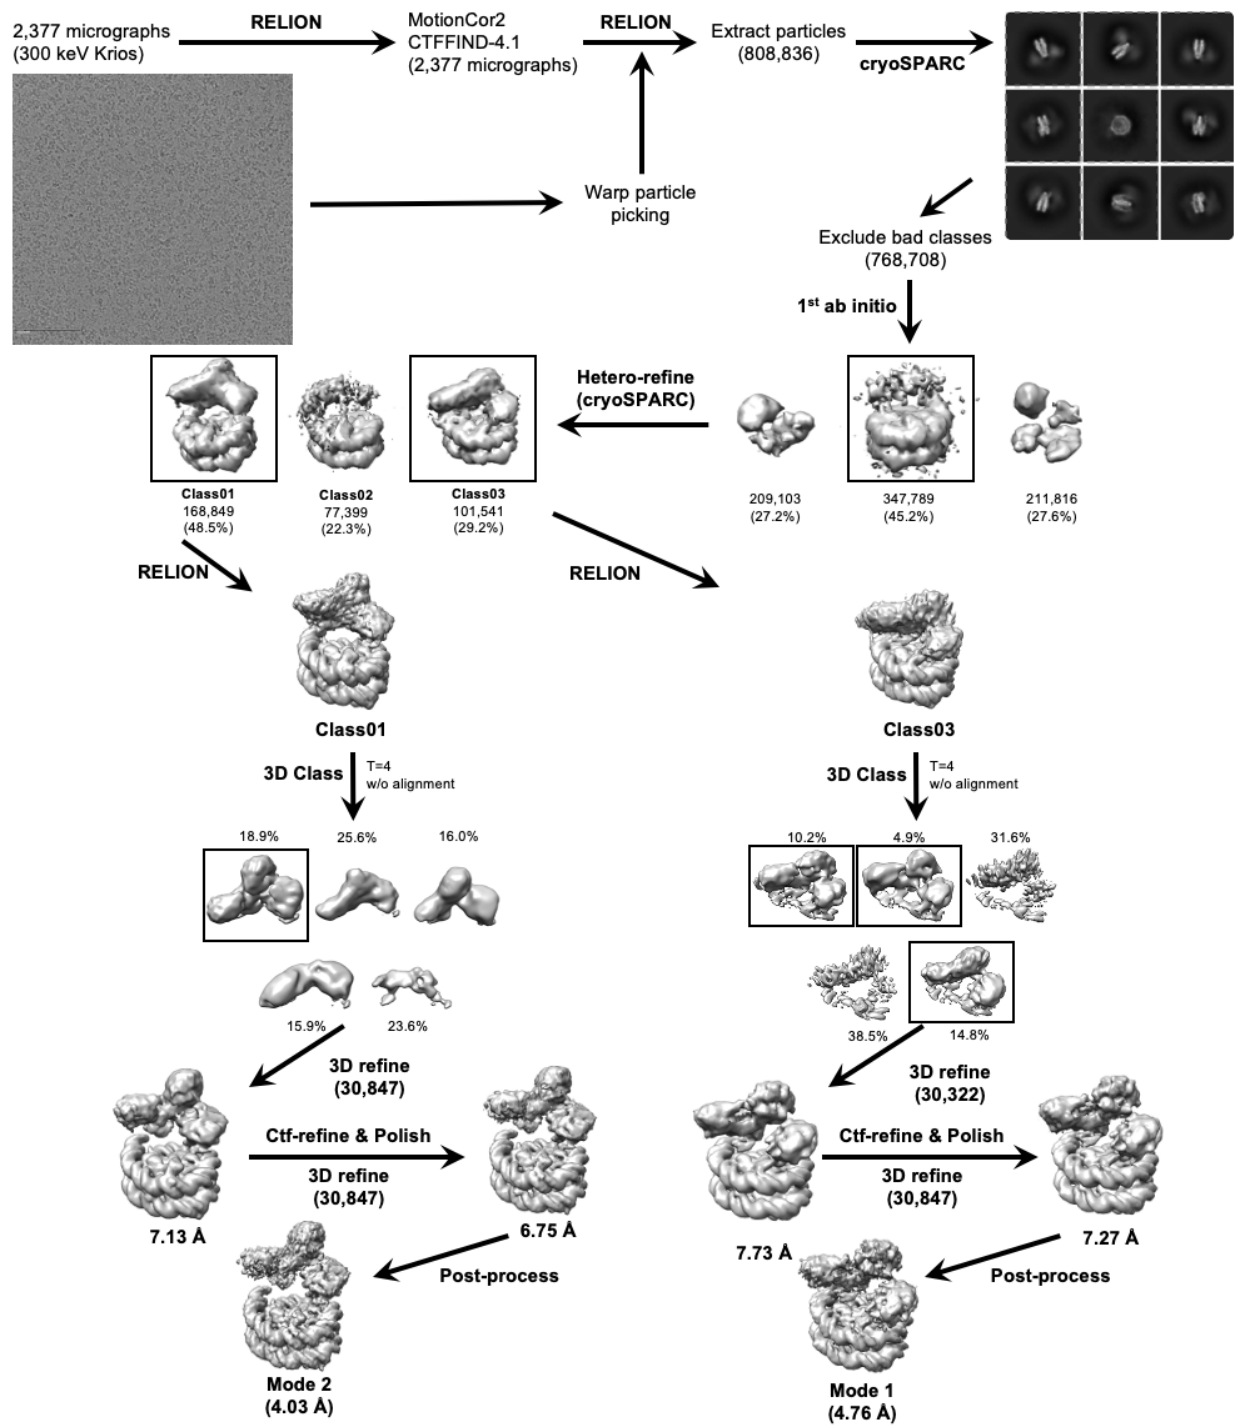 2,377 micrographs
(300 keV Krios)
RELION
MotionCor2
CTFFIND-4.1
(2,377 micrographs)
RELION
Extract particles
(808,836)
cryoSPARC
Warp particle
picking
Exclude bad classes
(768,708)
1st ab initio
Hetero-refine
(cryoSPARC)
Class01
168,849
(48.5%)
Class02
77,399
(22.3%)
Class03
101,541
(29.2%)
209,103
(27.2%)
347,789
(45.2%)
211,816
(27.6%)
RELION
RELION
Class01
Class03
3D Class
T=4
w/o alignment
3D Class
T=4
w/o alignment
18.9%
25.6%
16.0%
10.2%
4.9%
31.6%
15.9%
23.6%
38.5%
14.8%
3D refine
(30,847)
3D refine
(30,322)
Ctf-refine & Polish
3D refine
(30,847)
Ctf-refine & Polish
3D refine
(30,847)
7.13 Å
6.75 Å
7.73 Å
7.27 Å
Post-process
Post-process
Mode 2
(4.03 Å)
Mode 1
(4.76 Å)